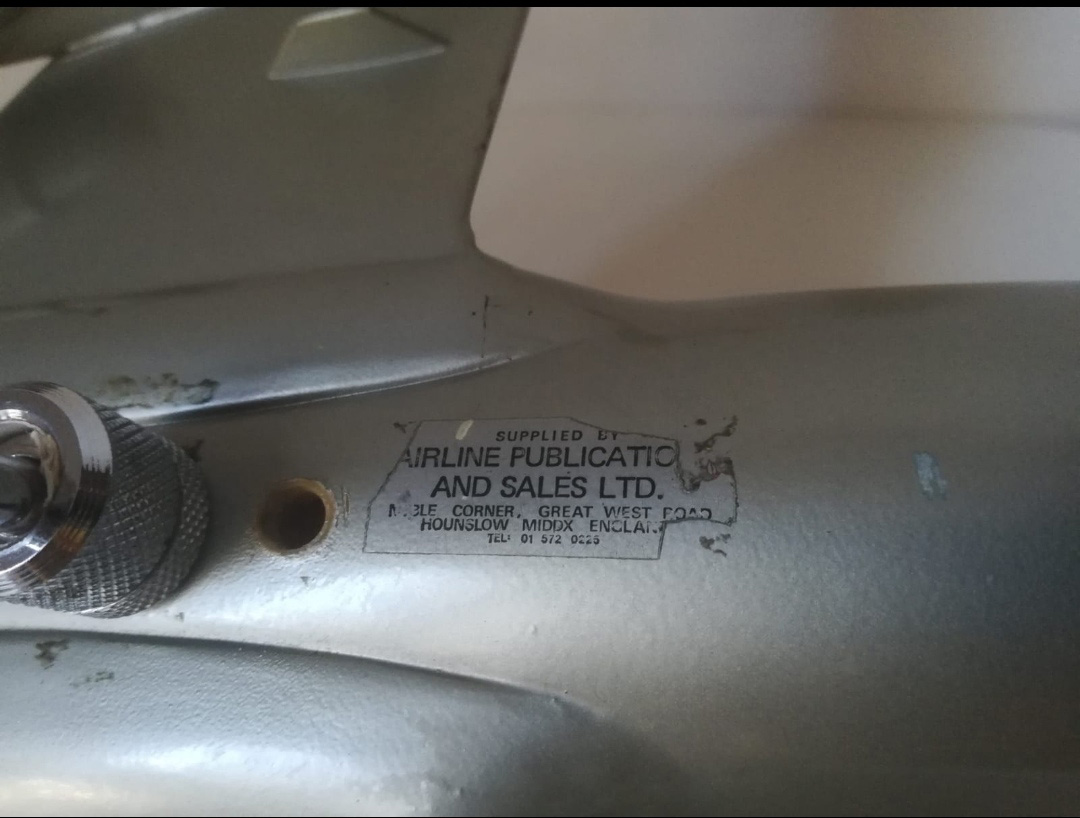 SUPPLIED BY
AIRLINE PUBLICATIO
AND SALES LTD.
CORNER, GREAT WEST ROAD
HOUNSLOW MIDDX ENGLAN
TEL: 01 572 0225